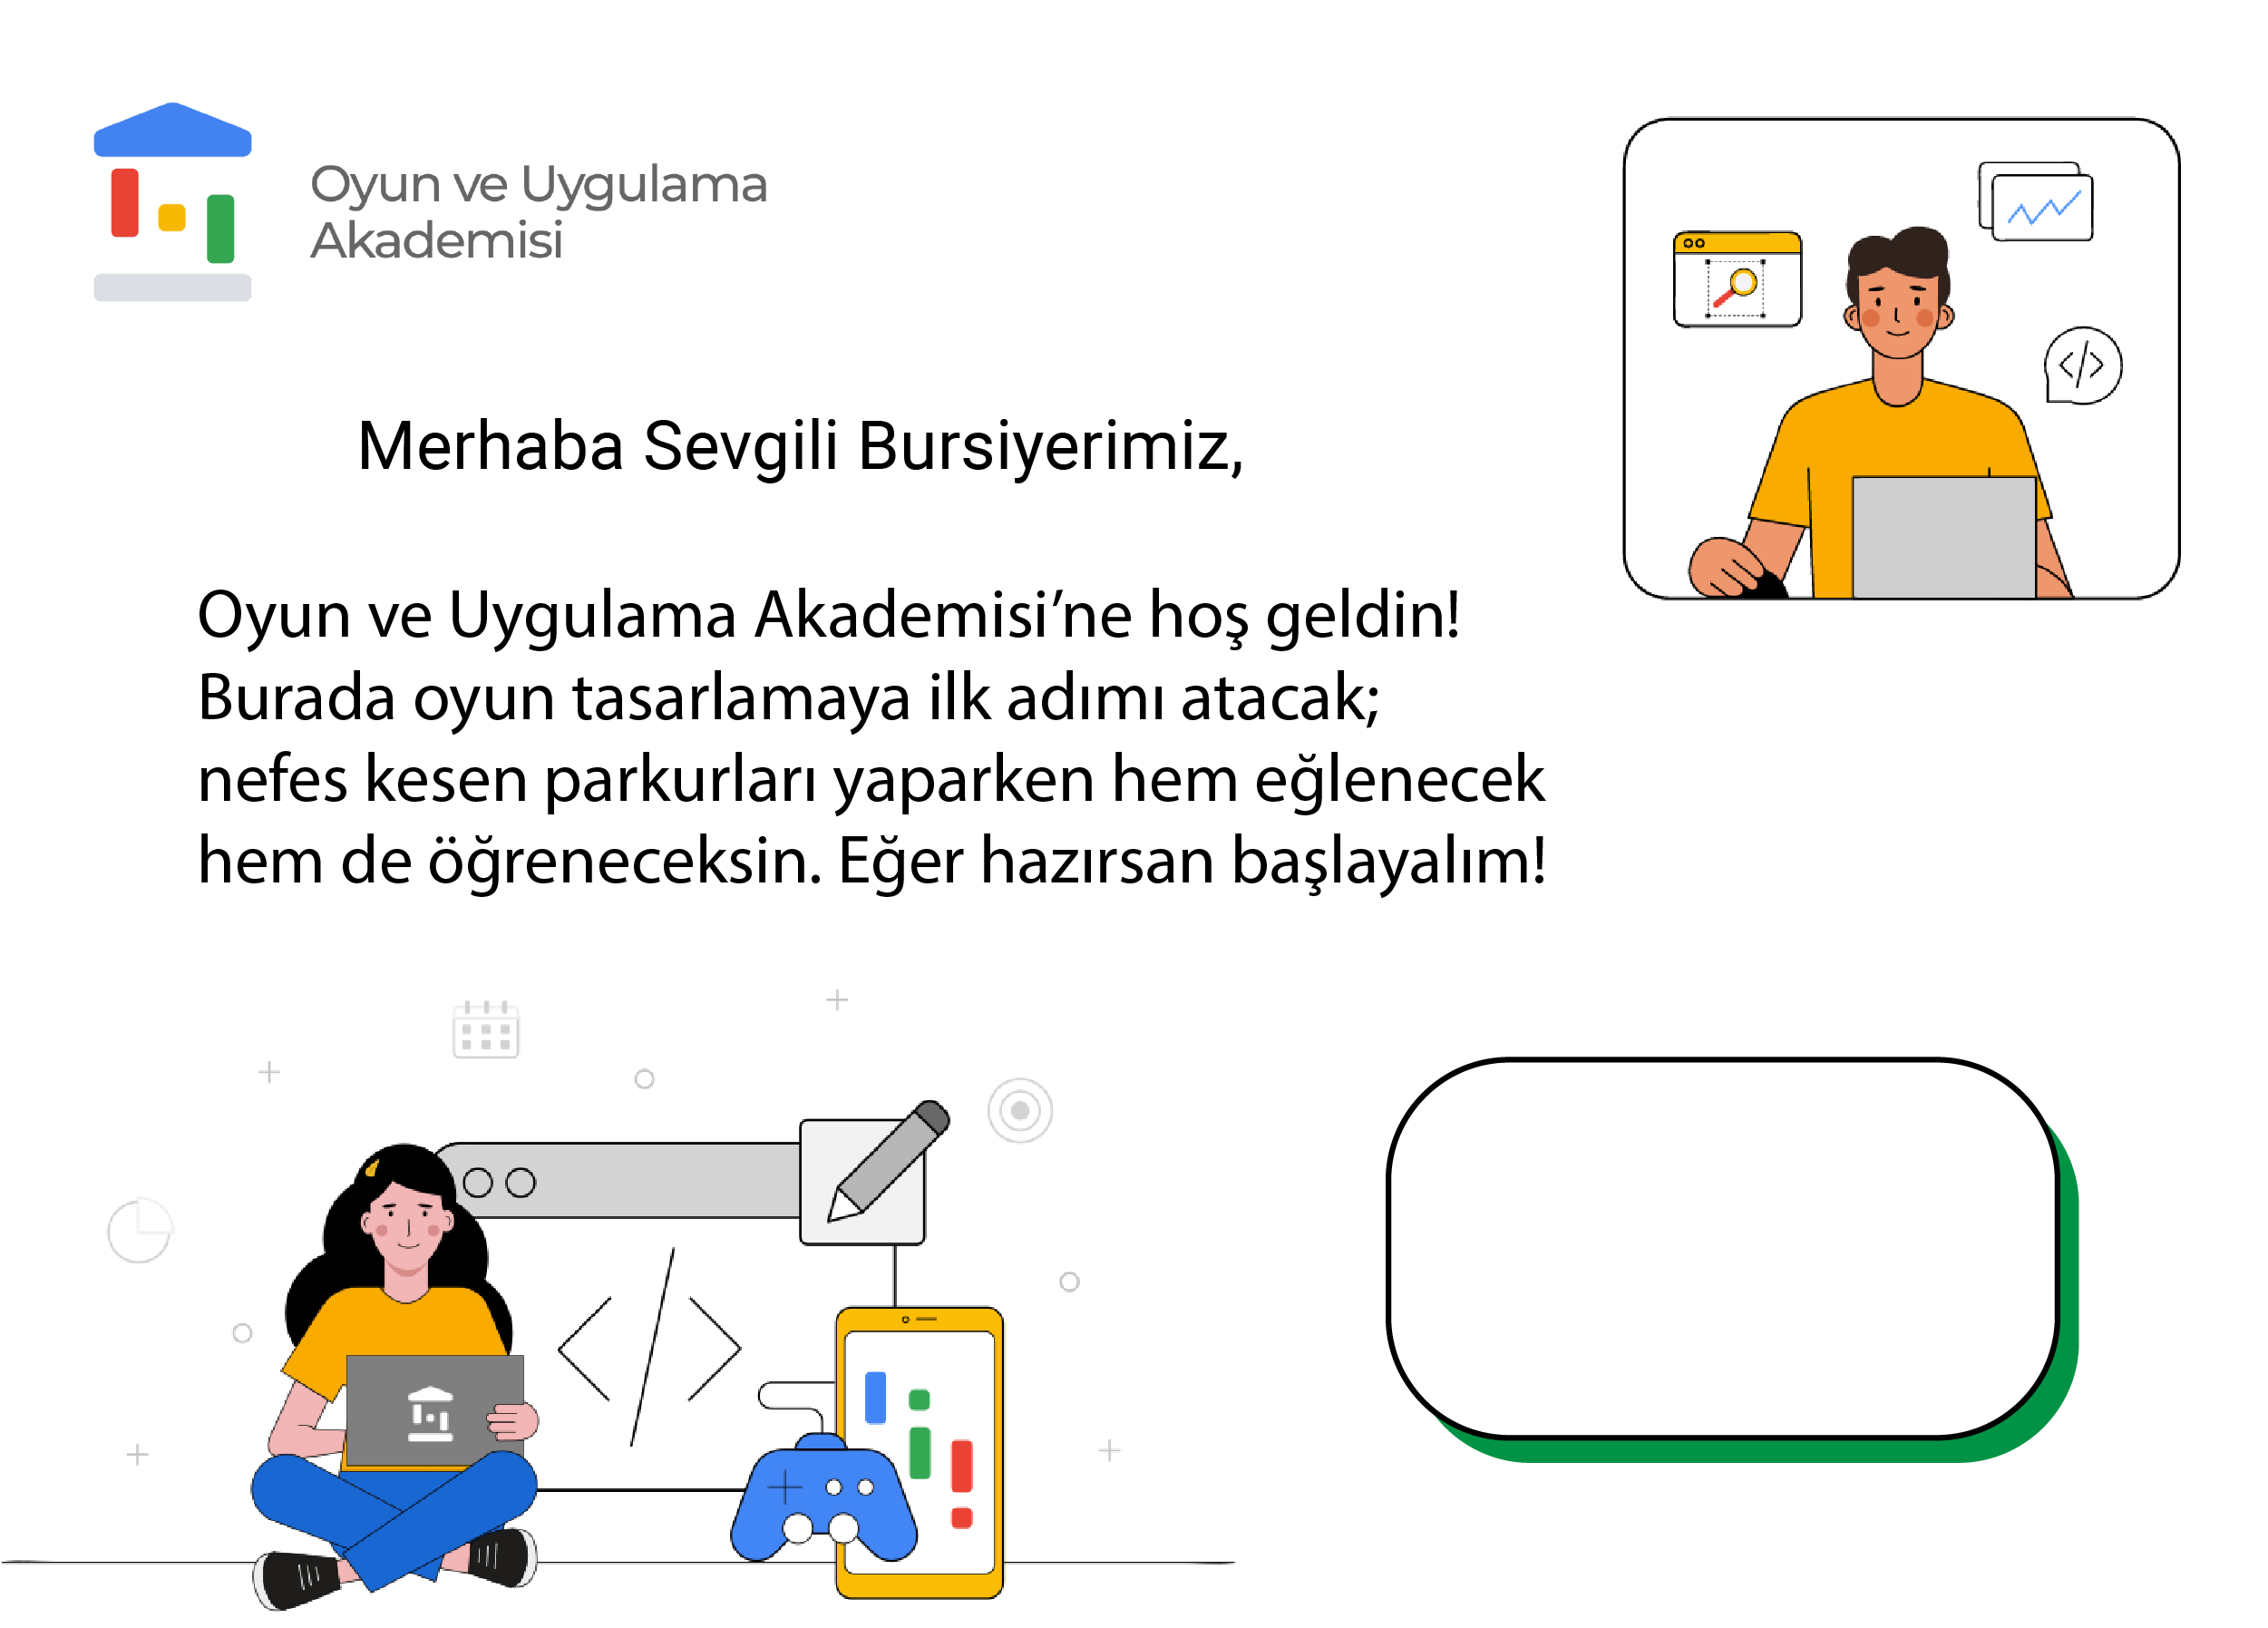 Oyun ve Uygulama
Akademisi
Merhaba Sevgili Bursiyerimiz,
Oyun ve Uygulama Akademisi’ne hoş geldin!
Burada oyun tasarlamaya ilk adımı atacak;
nefes kesen parkurları yaparken hem eğlenecek
hem de öğreneceksin. Eğer hazırsan başlayalım!